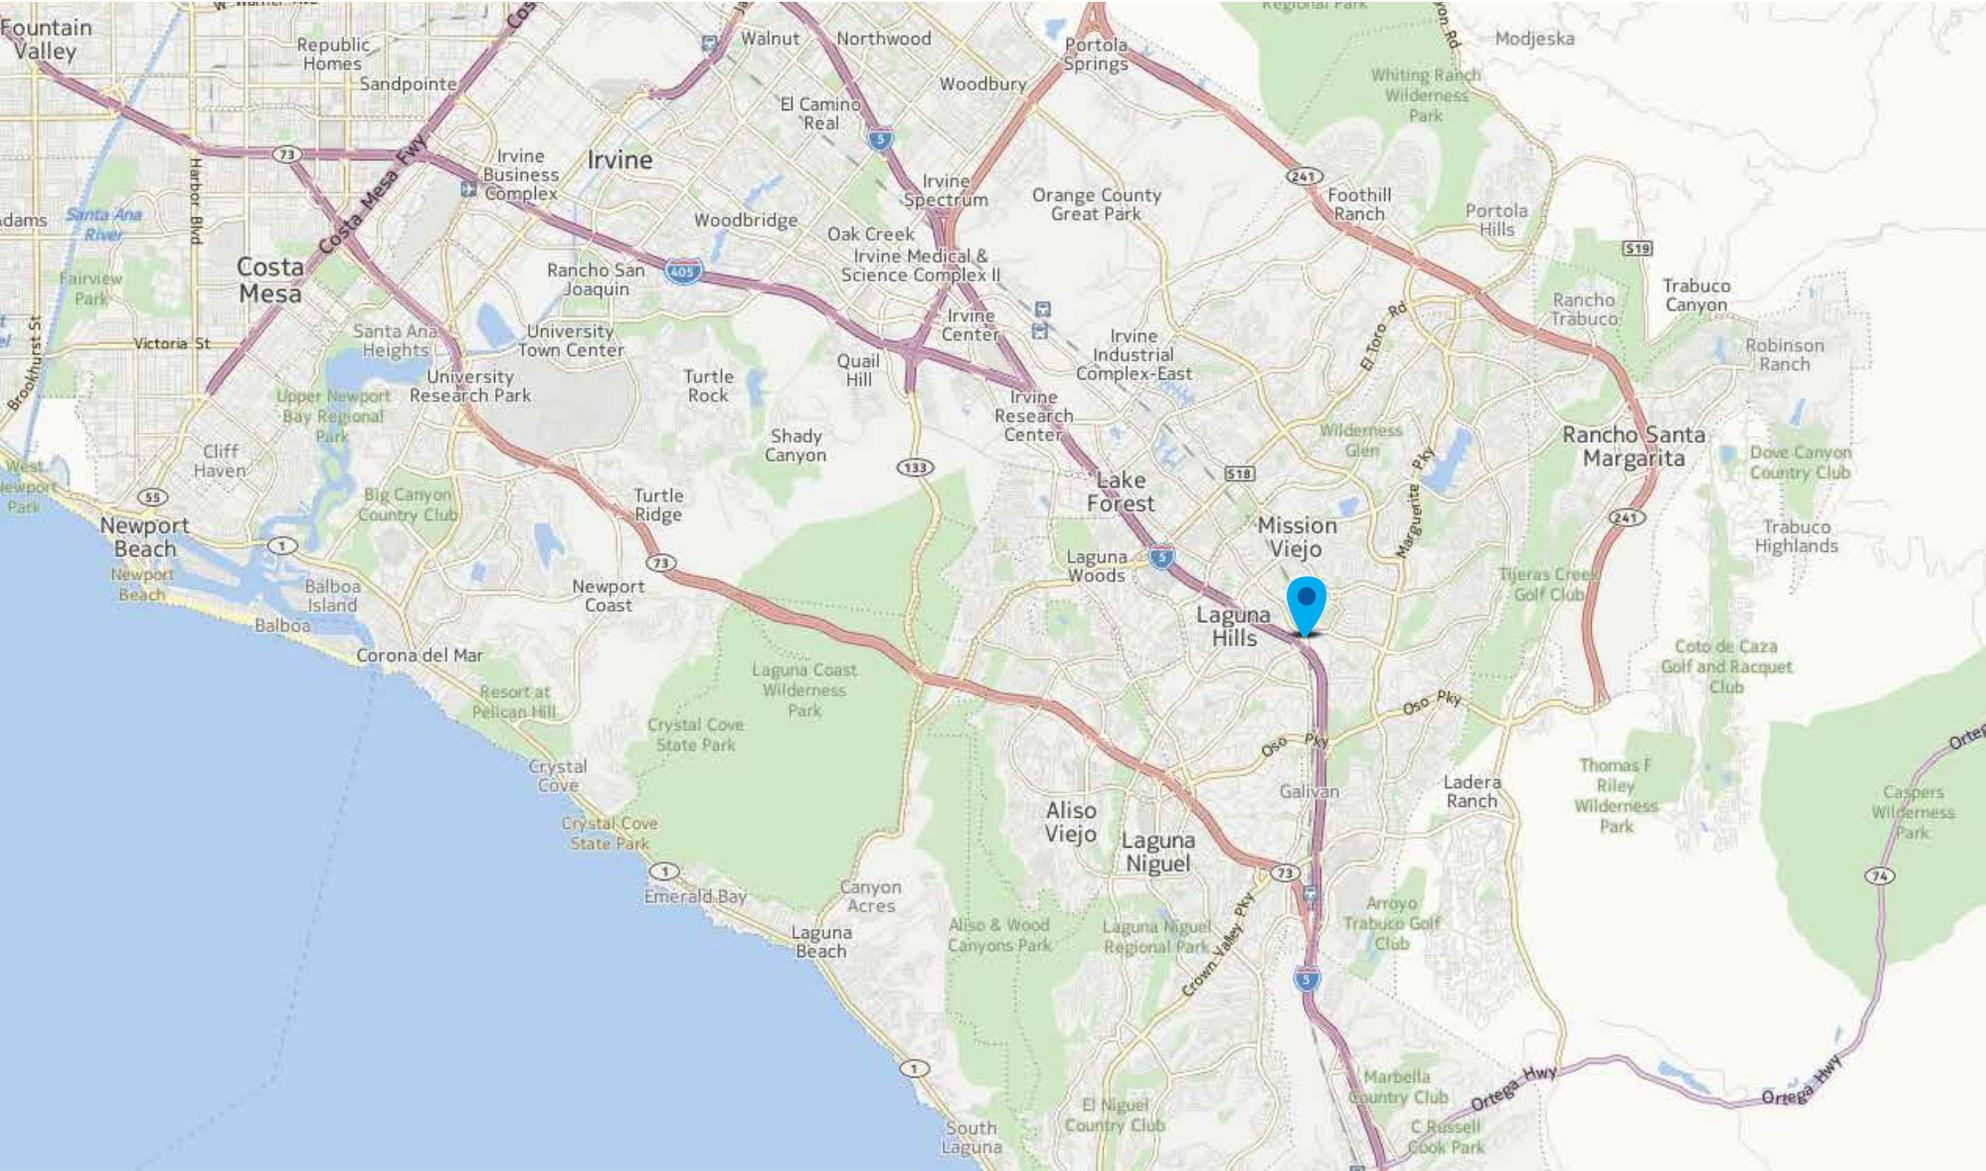 Fountain
Valley
Republic
Homes
Sandpointe
Walnut
Northwood
Woodbury
Portola
Springs
Regional Park
Modjeska
Whiting Ranch
Wilderness
Park
El Camino
Real
5
73
Costa Mesa Fwy
Irvine
Business
Complex
Irvine
Irvine
Spectrum
Orange County
Great Park
241
Foothill
Ranch
Portola
Hills
S19
Harbor Blvd
Santa Ana
River
Woodbridge
Oak Creek
Irvine Medical &
Science Complex II
Costa
Mesa
Fairview
Park
Rancho San
Joaquin
405
Trabuco
Canyon
Rancho
Trabuco
Robinson
Ranch
Brookhurst St
Victoria St
Santa Ana
Heights
University
Town Center
Irvine
Center
Irvine
Industrial
Complex-East
El Toro Rd
University
Research Park
Turtle
Rock
Quail
Hill
Upper Newport
Bay Regional
Park
Irvine
Research
Center
Cliff
Haven
Shady
Canyon
133
Wilderness
Glen
Marguerite Pky
Rancho Santa
Margarita
Dove Canyon
Country Club
West
Newport
Park
55
Big Canyon
Country Club
Turtle
Ridge
Lake
Forest
S18
Mission
Viejo
241
Trabuco
Highlands
Newport
Beach
1
Newport
Beach
Balboa
Island
Balboa
73
Newport
Coast
Laguna
Woods
5
Tijeras Creek
Golf Club
Laguna
Hills
Corona del Mar
Resort at
Pelican Hill
Laguna Coast
Wilderness
Park
Coto de Caza
Golf and Racquet
Club
Crystal Cove
State Park
Oso Pky
Oso Pky
Crystal
Cove
Crystal Cove
State Park
Galivan
Ladera
Ranch
Thomas F
Riley
Wilderness
Park
Caspers
Wilderness
Park
Aliso
Viejo
Laguna
Niguel
1
Emerald Bay
Canyon
Acres
73
74
Laguna
Beach
Aliso & Wood
Canyons Park
Laguna Niguel
Regional Park
Crown Valley Pky
Arroyo
Trabuco Golf
Club
5
1
Marbella
Country Club
Ortega Hwy
Ortega Hwy
El Niguel
Country Club
C Russell
Cook Park
South
Laguna